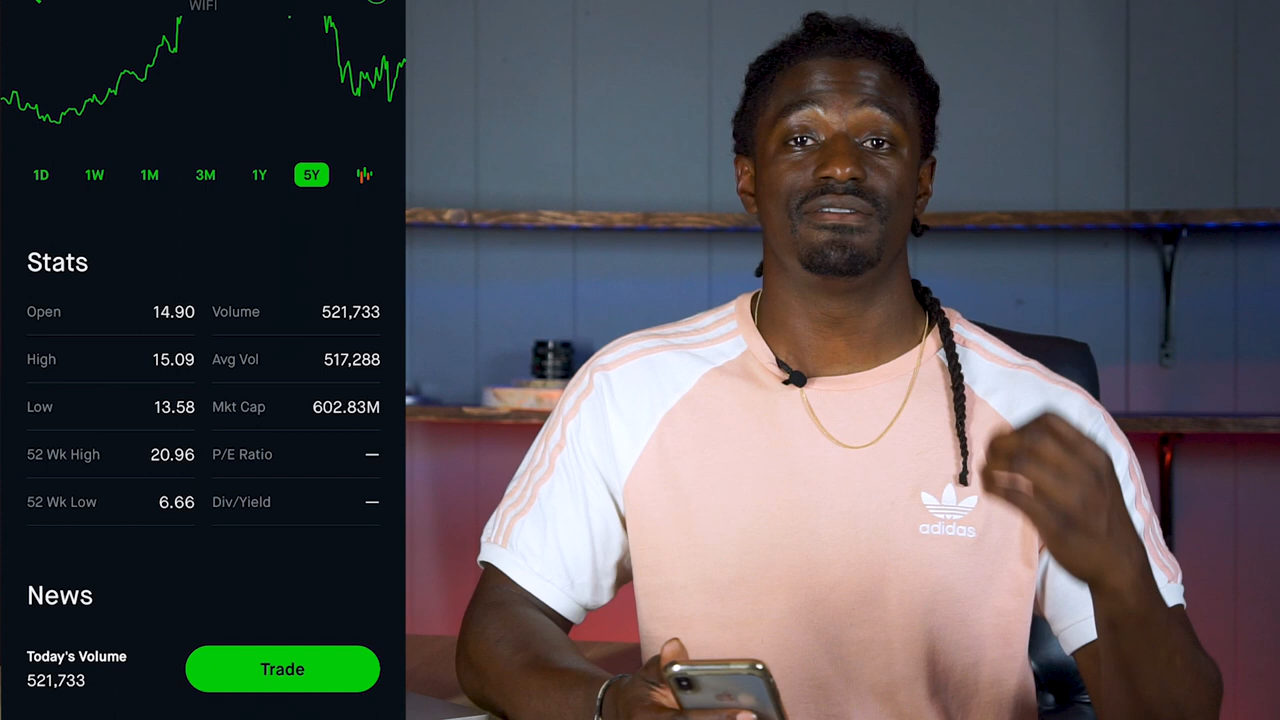 WIFI
1D 1W 1M 3M 1Y 5Y
Stats
Open 14.90 Volume 521,733
High 15.09 Avg Vol 517,288
Low 13.58 Mkt Cap 602.83M
52 Wk High 20.96 P/E Ratio —
52 Wk Low 6.66 Div/Yield —
News
Today's Volume
521,733
Trade
adidas